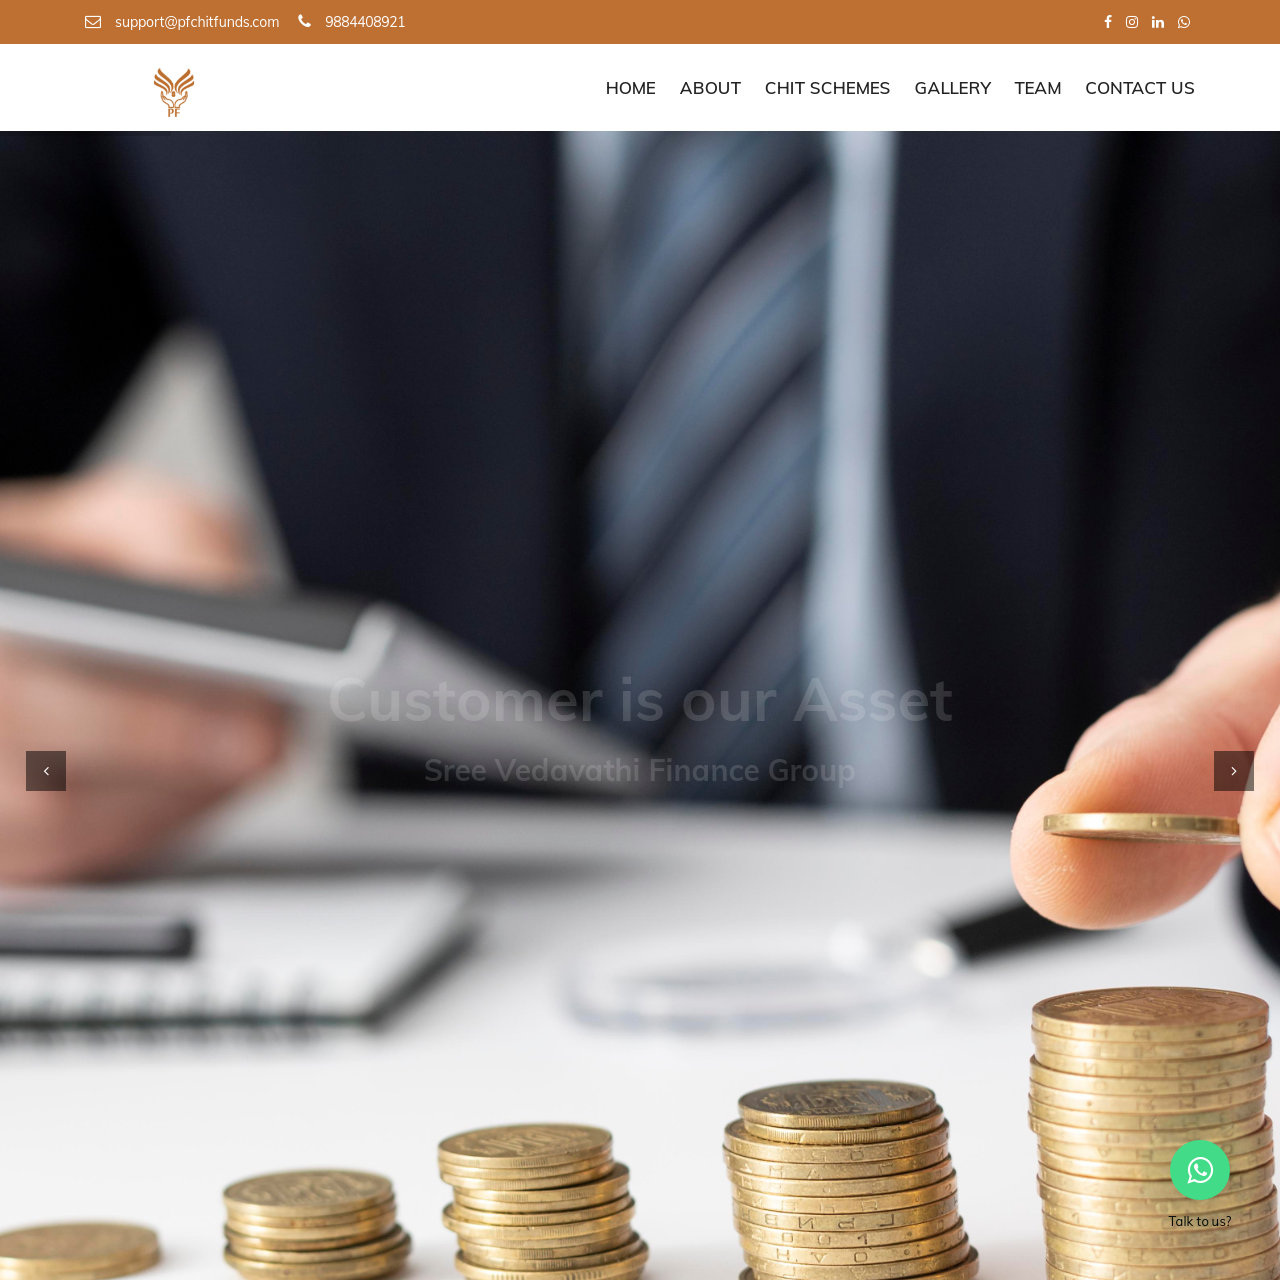 support@pfchitfunds.com 9884408921
PF
HOME ABOUT CHIT SCHEMES GALLERY TEAM CONTACT US
Customer is our Asset
Sree Vedavathi Finance Group
Talk to us?